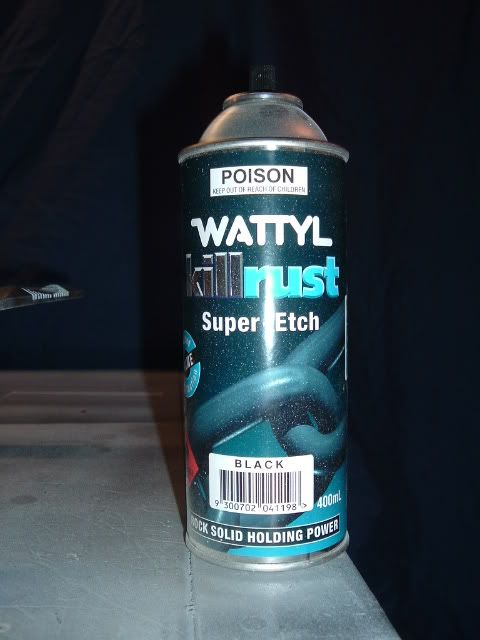 POISON
KEEP OUT OF REACH OF CHILDREN
WATTYL
killrust
Super Etch
BLACK
9 300702 041198 >
400mL
SOLID HOLDING POWER